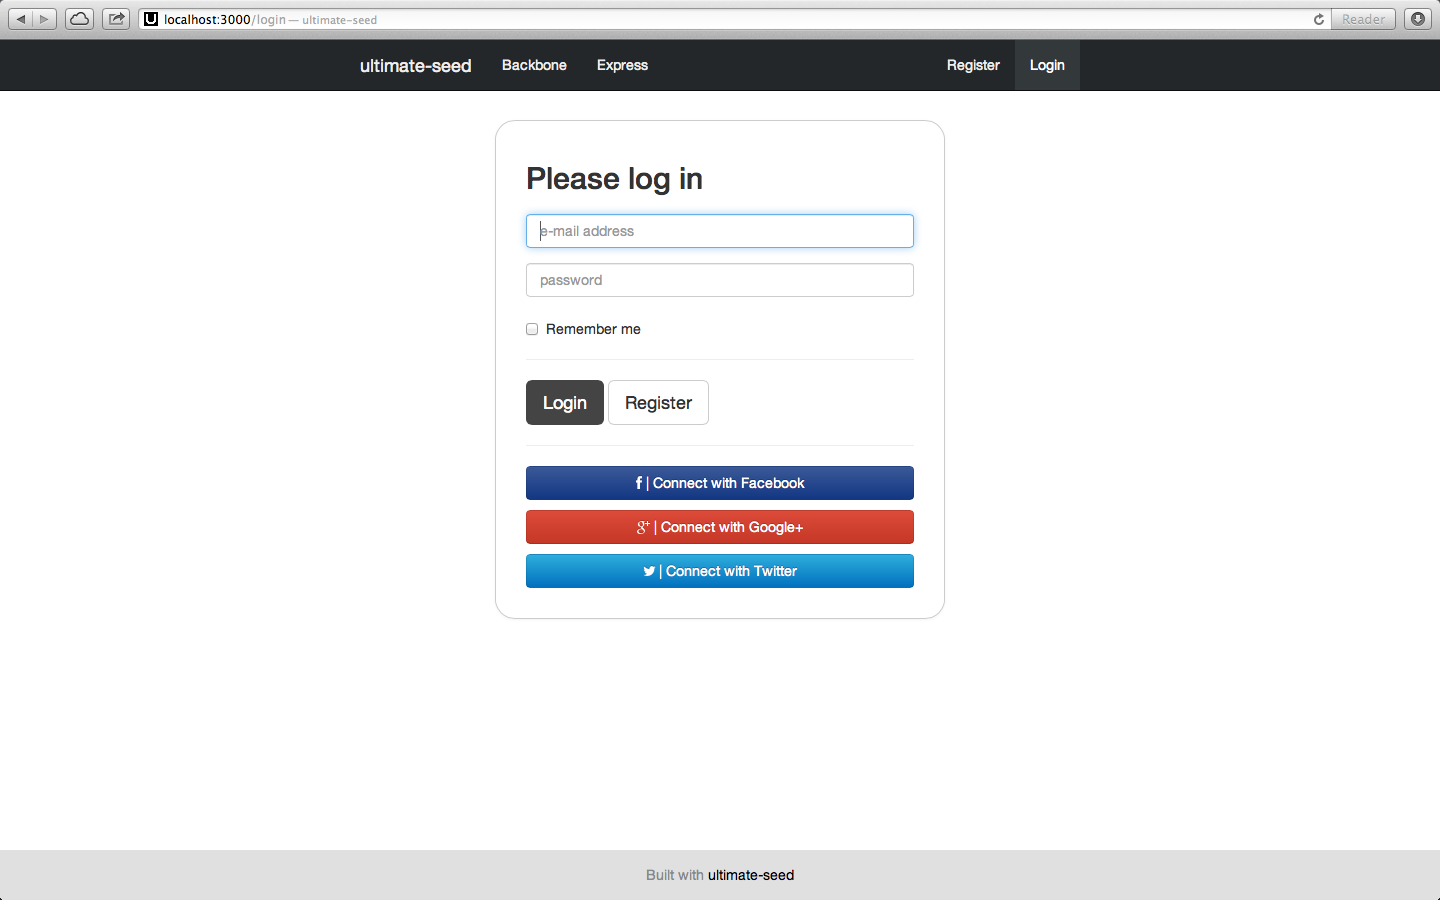 localhost:3000/login — ultimate-seed
Reader
ultimate-seed Backbone Express Register Login
Please log in
e-mail address
password
Remember me
Login Register
f | Connect with Facebook
g+ | Connect with Google+
| Connect with Twitter
Built with ultimate-seed